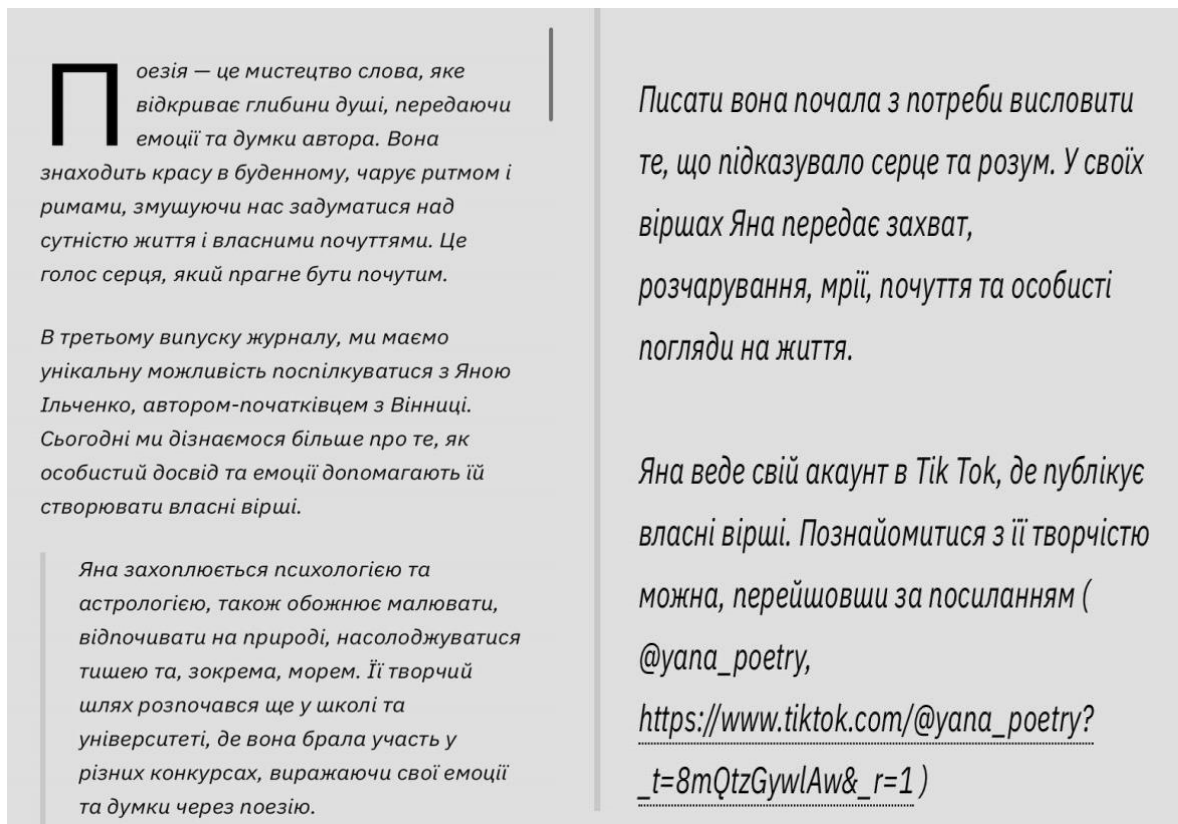 Поезія — це мистецтво слова, яке
відкриває глибини душі, передаючи
емоції та думки автора. Вона
знаходить красу в буденному, чарує ритмом і
римами, змушуючи нас задуматися над
сутністю життя і власними почуттями. Це
голос серця, який прагне бути почутим.
В третьому випуску журналу, ми маємо
унікальну можливість поспілкуватися з Яною
Ільченко, автором-початківцем з Вінниці.
Сьогодні ми дізнаємося більше про те, як
особистий досвід та емоції допомагають їй
створювати власні вірші.
Яна захоплюється психологією та
астрологією, також обожнює малювати,
відпочивати на природі, насолоджуватися
тишею та, зокрема, морем. Її творчий
шлях розпочався ще у школі та
університеті, де вона брала участь у
різних конкурсах, виражаючи свої емоції
та думки через поезію.
Писати вона почала з потреби висловити
те, що підказувало серце та розум. У своїх
віршах Яна передає захват,
розчарування, мрії, почуття та особисті
погляди на життя.
Яна веде свій акаунт в Tik Tok, де публікує
власні вірші. Познайомитися з її творчістю
можна, перейшовши за посиланням (
@yana_poetry,
https://www.tiktok.com/@yana_poetry?
_t=8mQtzGywlAw&_r=1 )